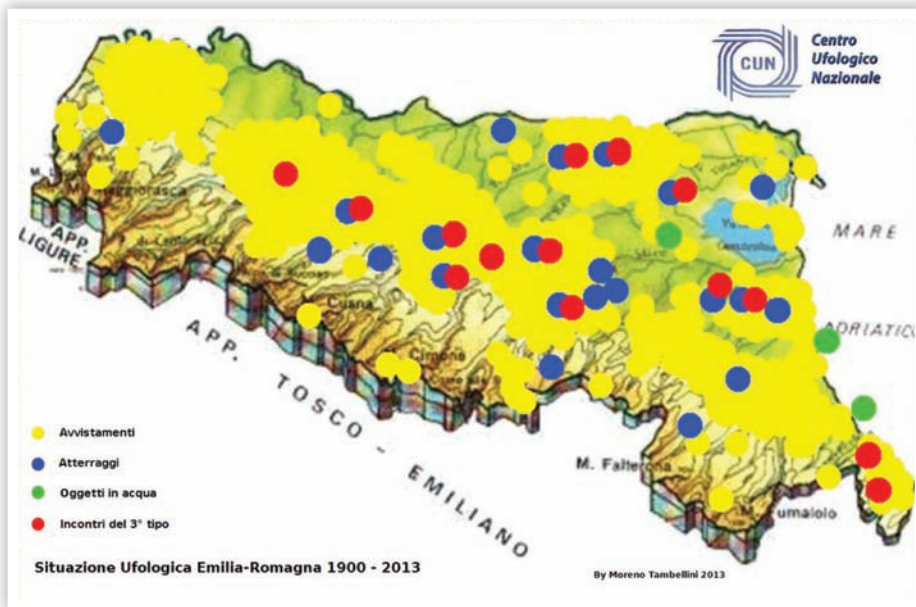 CUN
Centro
Ufologico
Nazionale
APP.
LIGURE
Cusna
Cimone
APP. TOSCO - EMILIANO
M. Falterona
MARE
ADRIATICO
Avvistamenti
Atterraggi
Oggetti in acqua
Incontri del 3° tipo
Situazione Ufologica Emilia-Romagna 1900 - 2013
By Moreno Tambellini 2013